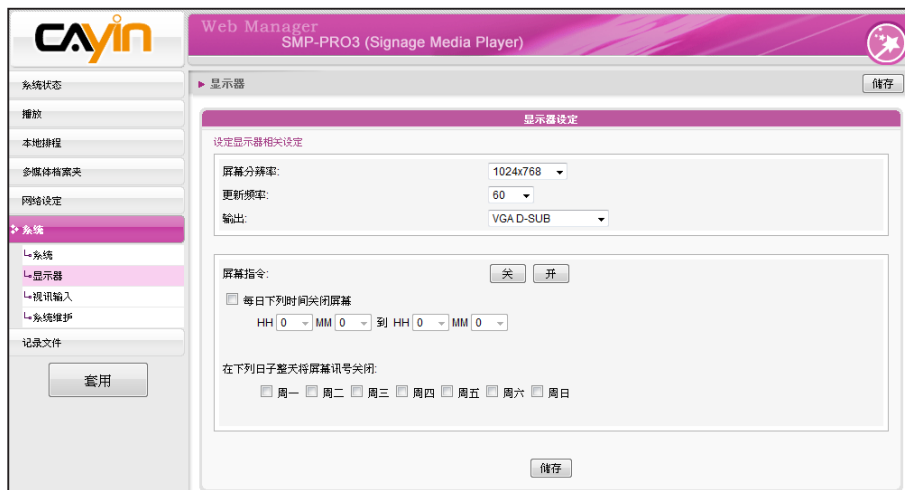 CAYIN
Web Manager
SMP-PRO3 (Signage Media Player)
系统状态
播放
本地排程
多媒体档案夹
网络设定
系统
系统
显示器
视讯输入
系统维护
记录文件
套用
显示器
储存
显示器设定
设定显示器相关设定
屏幕分辨率: 1024x768
更新频率: 60
输出: VGA D-SUB
屏幕指令: 关 开
每日下列时间关闭屏幕
HH 0 MM 0 到 HH 0 MM 0
在下列日子整天将屏幕讯号关闭:
周一 周二 周三 周四 周五 周六 周日
储存